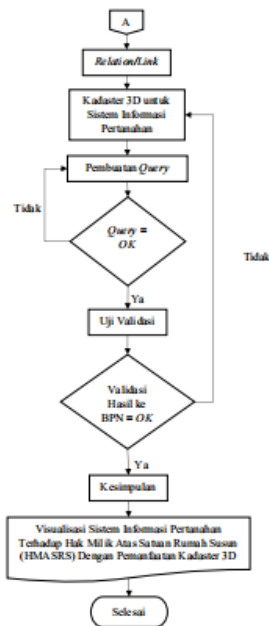 A
Relation/Link
Kadaster 3D untuk
Sistem Informasi
Pertanahan
Pembuatan Query
Tidak
Query =
OK
Tidak
Ya
Uji Validasi
Validasi
Hasil ke
BPN = OK
Ya
Kesimpulan
Visualisasi Sistem Informasi Pertanahan
Terhadap Hak Milik Atas Satuan Rumah Susun
(HMASRS) Dengan Pemanfaatan Kadaster 3D
Selesai